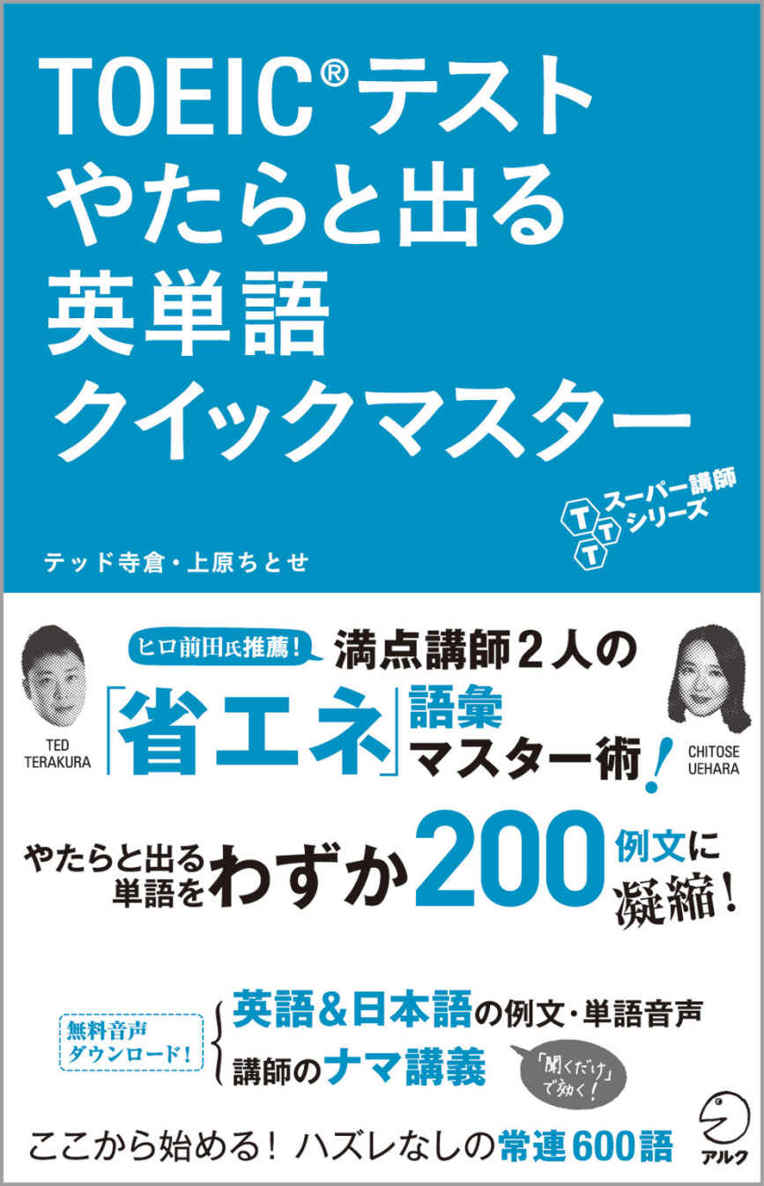 TOEIC®テスト
やたらと出る
英単語
クイックマスター
TTT
スーパー講師
シリーズ
テッド寺倉・上原ちとせ
ヒロ前田氏推薦!
満点講師2人の
「省エネ」語彙
マスター術!
TED
TERAKURA
CHITOSE
UEHARA
やたらと出る
単語をわずか200例文に
凝縮!
無料音声
ダウンロード!
英語&日本語の例文・単語音声
講師のナマ講義
「聞くだけ」
で効く!
ここから始める! ハズレなしの常連600語
アルク